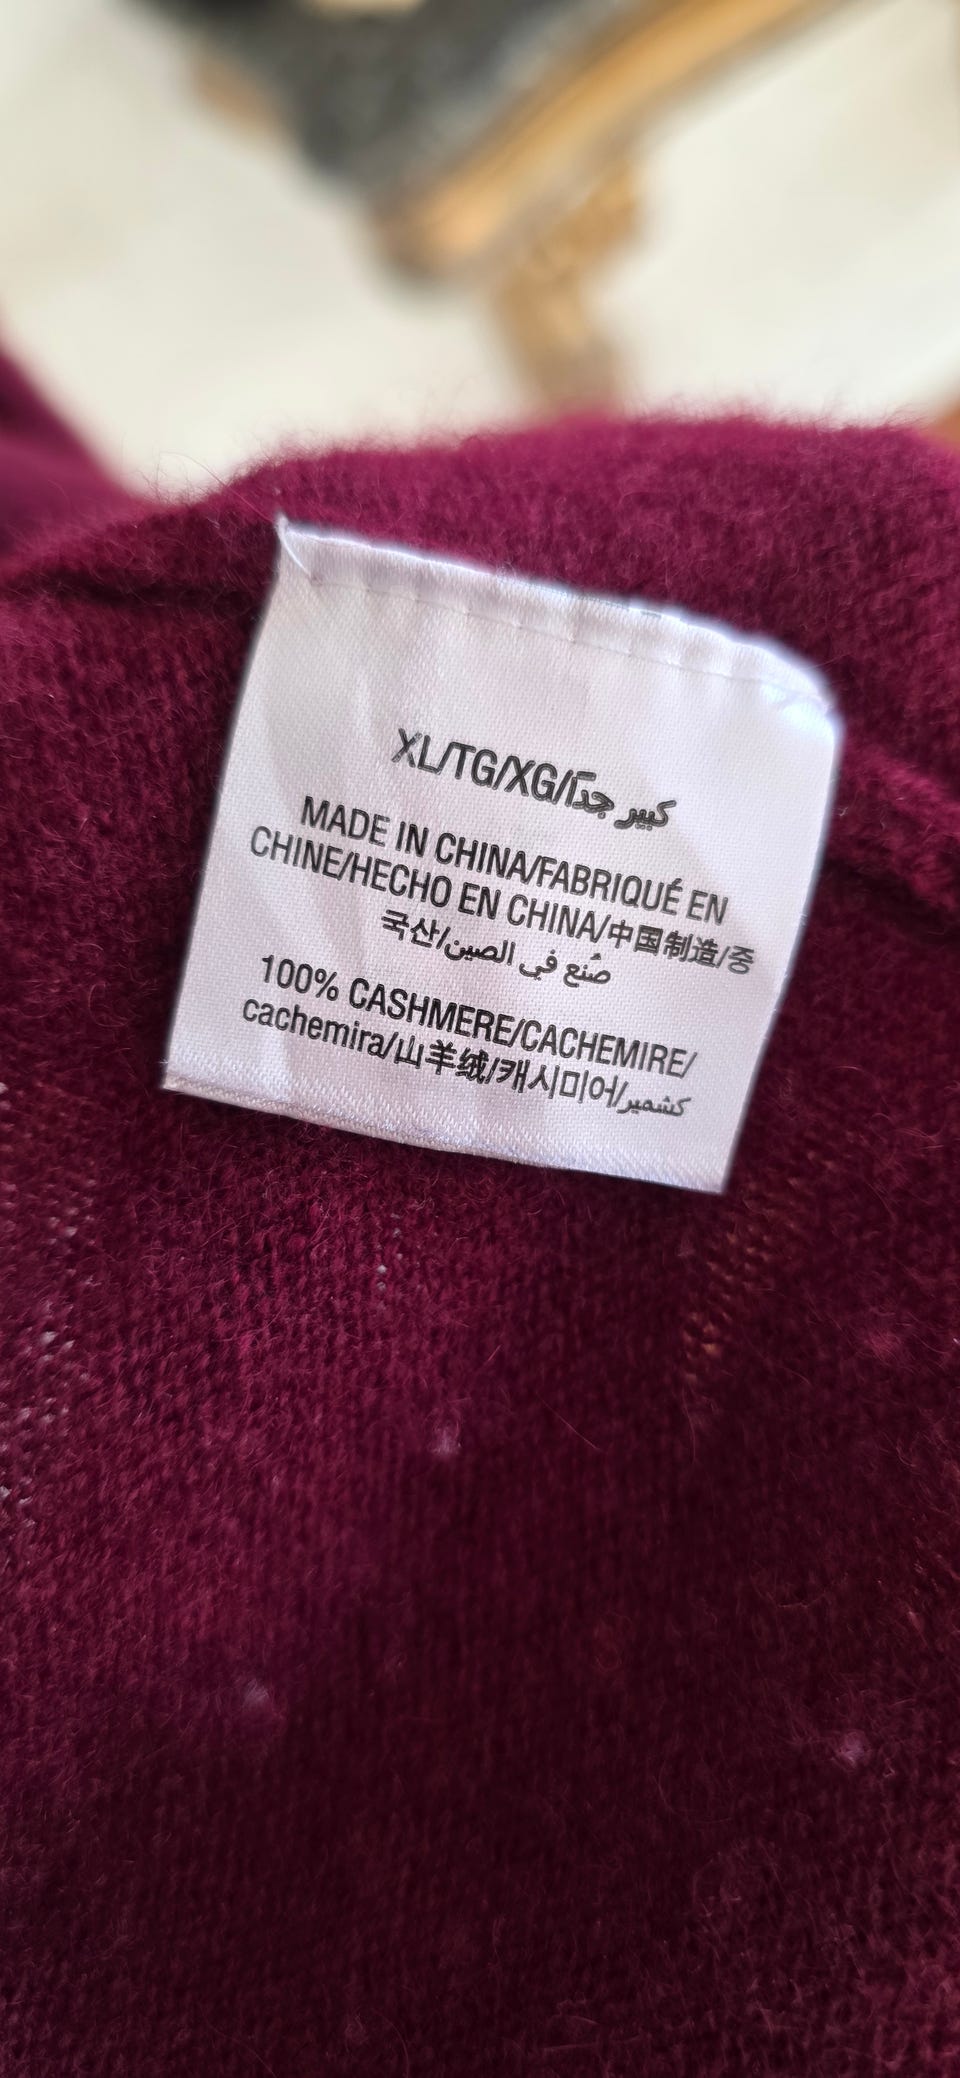 XL/TG/XG/كبير جدًا
MADE IN CHINA/FABRIQUÉ EN
CHINE/HECHO EN CHINA/中国制造/중
국산/صُنع في الصين
100% CASHMERE/CACHEMIRE/
cachemira/山羊绒/캐시미어/كشمير